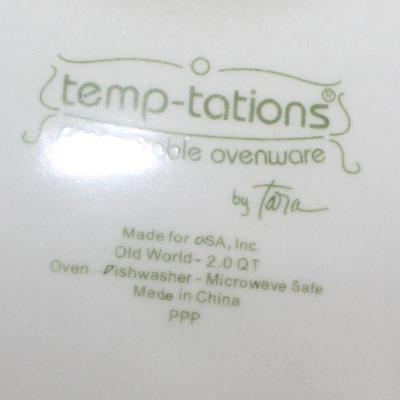 temp-tations®
ovenware
by Tara
Made for oSA, Inc.
Old World - 2.0 QT
Oven - Dishwasher - Microwave Safe
Made in China
PPP